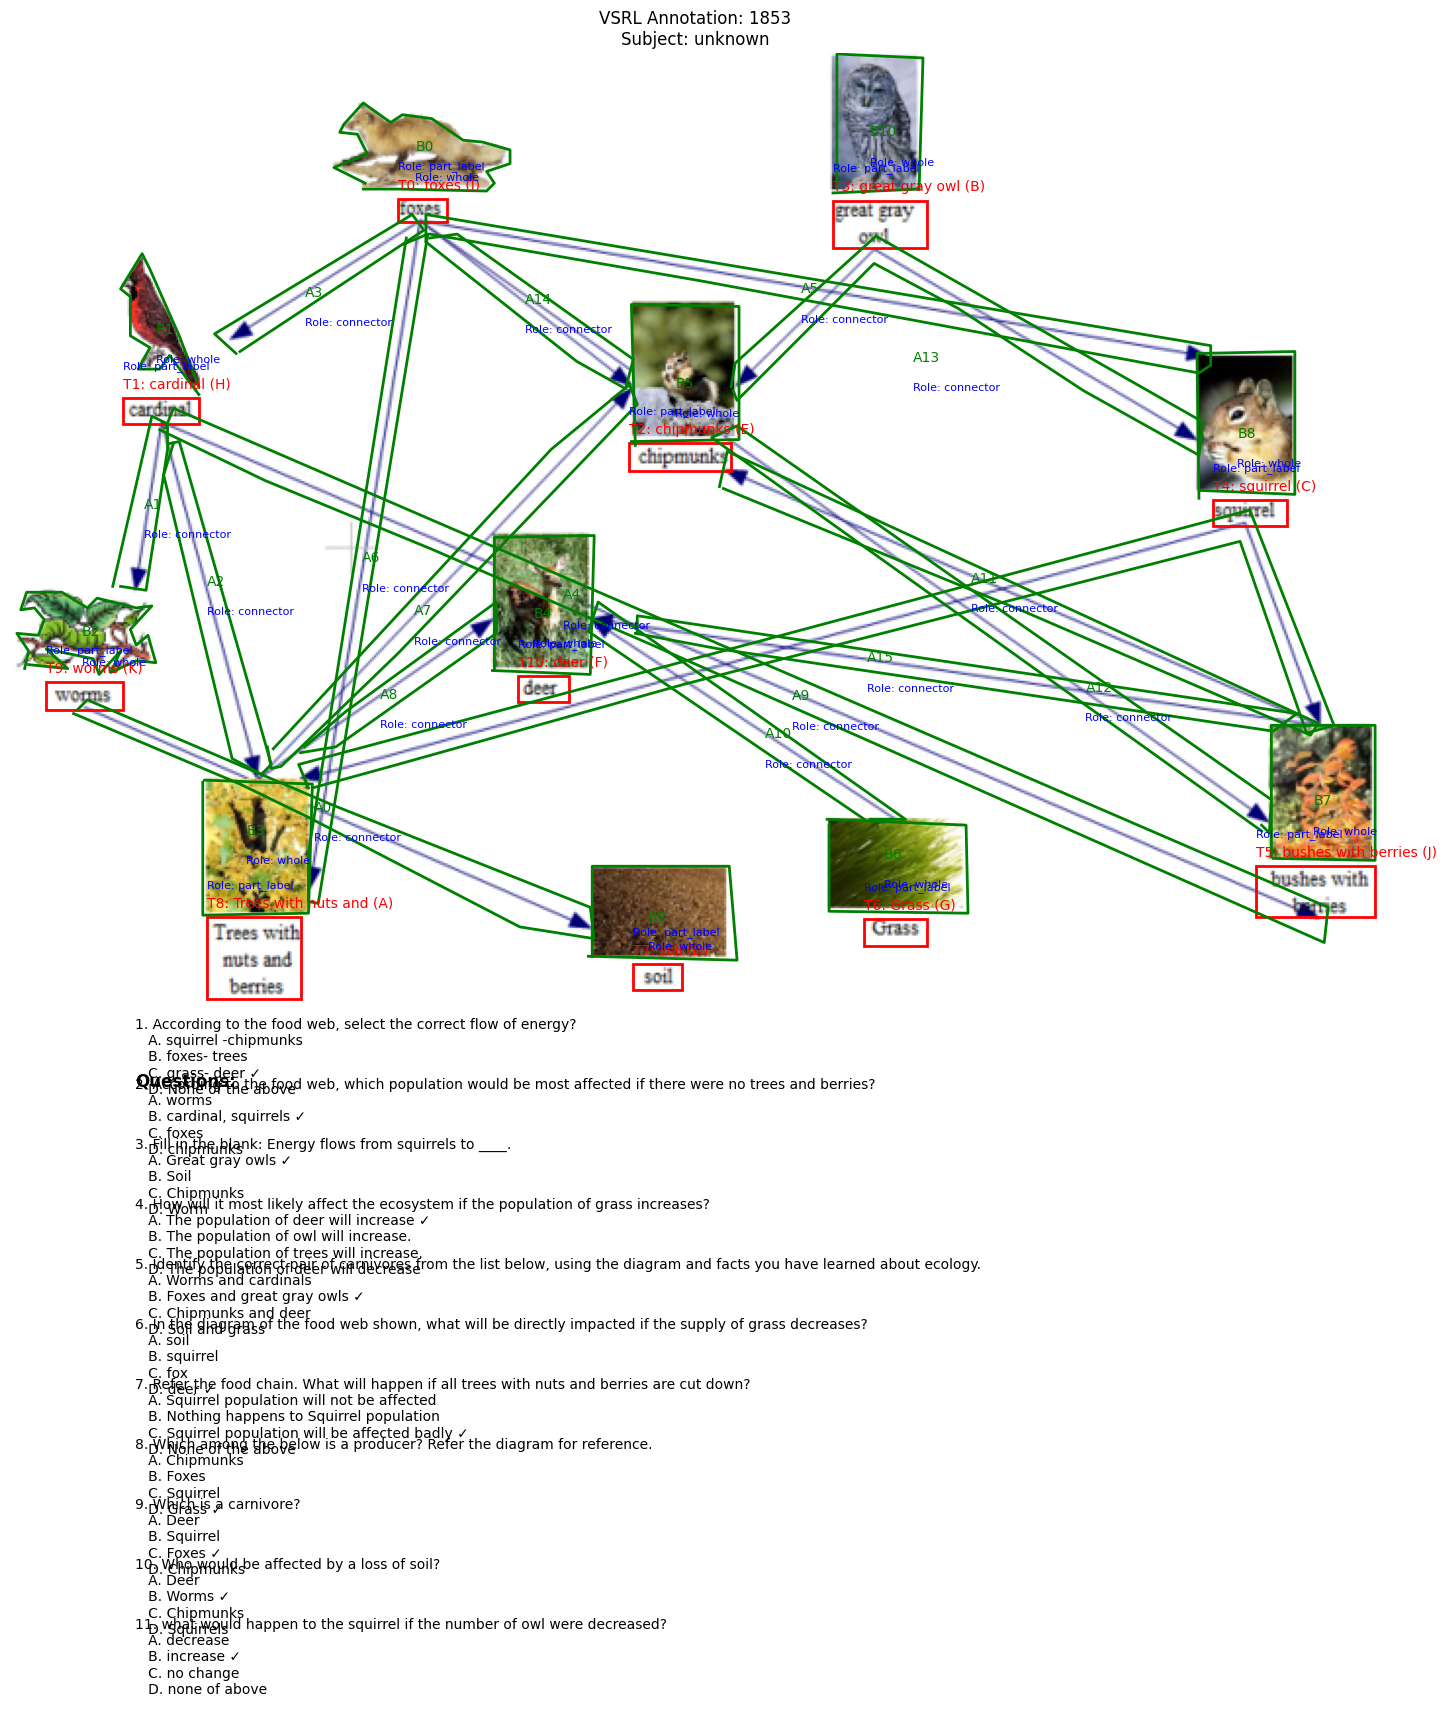 VSRL Annotation: 1853
Subject: unknown
B0
Role: part_label
Role: whole
T0: foxes (I)
foxes
B10
Role: whole
Role: part_label
T3: great gray owl (B)
great gray
owl
A3
Role: connector
A14
Role: connector
A5
Role: connector
A13
Role: connector
B1
Role: whole
Role: part_label
T1: cardinal (H)
cardinal
B5
Role: part_label
Role: whole
T2: chipmunks (E)
chipmunks
B8
Role: whole
Role: part_label
T4: squirrel (C)
squirrel
A1
Role: connector
A2
Role: connector
A6
Role: connector
A7
Role: connector
A4
Role: connector
A11
Role: connector
B4
Role: whole
Role: part_label
T10: deer (F)
deer
B2
Role: part_label
Role: whole
T9: worms (K)
worms
A8
Role: connector
A15
Role: connector
A9
Role: connector
A12
Role: connector
A10
Role: connector
A0
Role: connector
B3
Role: whole
Role: part_label
T8: Trees with nuts and (A)
Trees with
nuts and
berries
B9
Role: part_label
Role: whole
soil
B6
Role: whole
Role: part_label
T6: Grass (G)
Grass
B7
Role: whole
Role: part_label
T5: bushes with berries (J)
bushes with
berries
Questions:
1. According to the food web, select the correct flow of energy?
A. squirrel -chipmunks
B. foxes- trees
C. grass- deer ✓
D. None of the above
2. According to the food web, which population would be most affected if there were no trees and berries?
A. worms
B. cardinal, squirrels ✓
C. foxes
D. chipmunks
3. Fill in the blank: Energy flows from squirrels to ____.
A. Great gray owls ✓
B. Soil
C. Chipmunks
D. Worm
4. How will it most likely affect the ecosystem if the population of grass increases?
A. The population of deer will increase ✓
B. The population of owl will increase.
C. The population of trees will increase.
D. The population of deer will decrease
5. Identify the correct pair of carnivores from the list below, using the diagram and facts you have learned about ecology.
A. Worms and cardinals
B. Foxes and great gray owls ✓
C. Chipmunks and deer
D. Soil and grass
6. In the diagram of the food web shown, what will be directly impacted if the supply of grass decreases?
A. soil
B. squirrel
C. fox
D. deer ✓
7. Refer the food chain. What will happen if all trees with nuts and berries are cut down?
A. Squirrel population will not be affected
B. Nothing happens to Squirrel population
C. Squirrel population will be affected badly ✓
D. None of the above
8. Which among the below is a producer? Refer the diagram for reference.
A. Chipmunks
B. Foxes
C. Squirrel
D. Grass ✓
9. Which is a carnivore?
A. Deer
B. Squirrel
C. Foxes ✓
D. Chipmunks
10. Who would be affected by a loss of soil?
A. Deer
B. Worms ✓
C. Chipmunks
D. Squirrels
11. what would happen to the squirrel if the number of owl were decreased?
A. decrease
B. increase ✓
C. no change
D. none of above